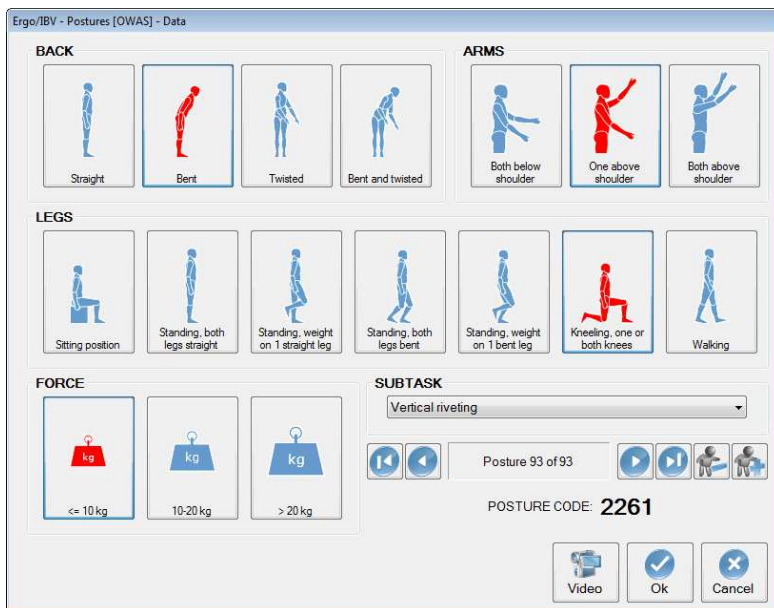 Ergo/IBV - Postures [OWAS] - Data
BACK
Straight
Bent
Twisted
Bent and twisted
ARMS
Both below
shoulder
One above
shoulder
Both above
shoulder
LEGS
Sitting position
Standing, both
legs straight
Standing, weight
on 1 straight leg
Standing, both
legs bent
Standing, weight
on 1 bent leg
Kneeling, one or
both knees
Walking
FORCE
kg
<= 10 kg
kg
10-20 kg
kg
> 20 kg
SUBTASK
Vertical riveting
Posture 93 of 93
POSTURE CODE: 2261
Video
Ok
Cancel